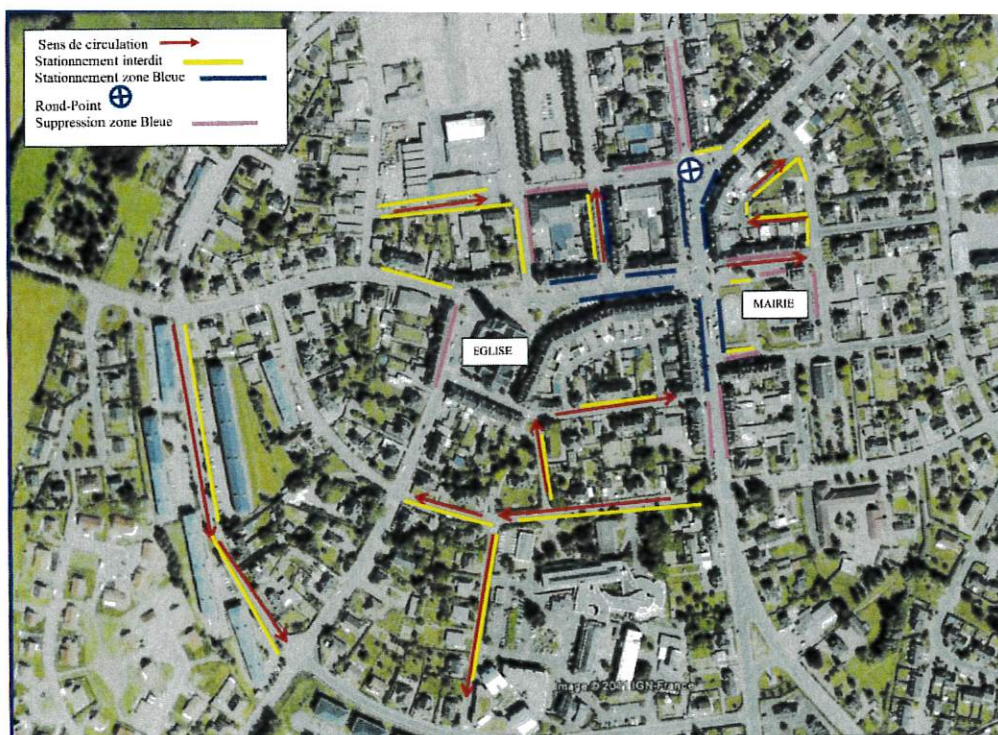 Sens de circulation
Stationnement interdit
Stationnement zone Bleue
Rond-Point
Suppression zone Bleue
MAIRIE
EGLISE
Image © 2011 IGN-France